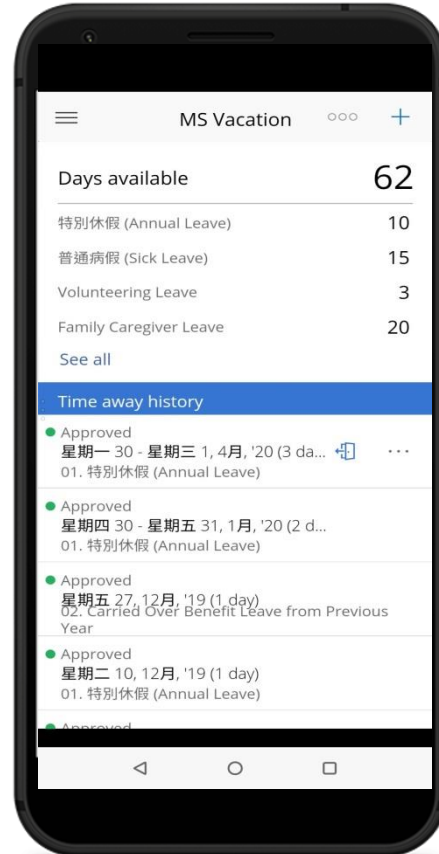 MS Vacation
Days available 62
特別休假 (Annual Leave) 10
普通病假 (Sick Leave) 15
Volunteering Leave 3
Family Caregiver Leave 20
See all
Time away history
Approved
星期一 30 - 星期三 1, 4月, '20 (3 da...
01. 特別休假 (Annual Leave)
Approved
星期四 30 - 星期五 31, 1月, '20 (2 d...
01. 特別休假 (Annual Leave)
Approved
星期五 27, 12月, '19 (1 day)
02. Carried Over Benefit Leave from Previous
Year
Approved
星期二 10, 12月, '19 (1 day)
01. 特別休假 (Annual Leave)
Approved